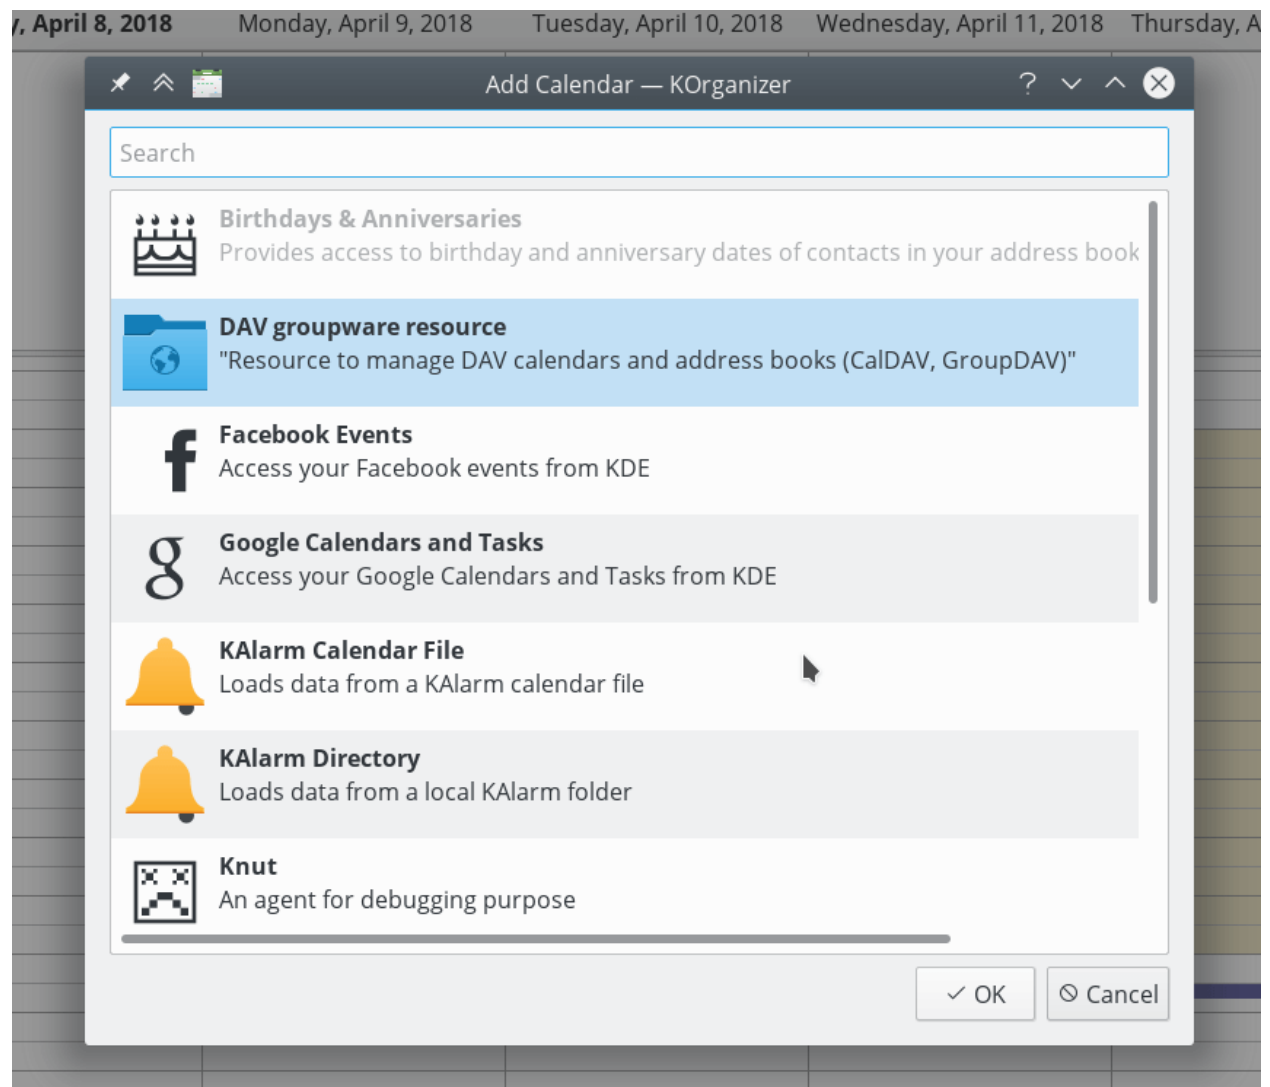 , April 8, 2018 Monday, April 9, 2018 Tuesday, April 10, 2018 Wednesday, April 11, 2018 Thursday, A
Add Calendar — KOrganizer
Search
Birthdays & Anniversaries
Provides access to birthday and anniversary dates of contacts in your address book
DAV groupware resource
"Resource to manage DAV calendars and address books (CalDAV, GroupDAV)"
Facebook Events
Access your Facebook events from KDE
Google Calendars and Tasks
Access your Google Calendars and Tasks from KDE
KAlarm Calendar File
Loads data from a KAlarm calendar file
KAlarm Directory
Loads data from a local KAlarm folder
Knut
An agent for debugging purpose
OK Cancel